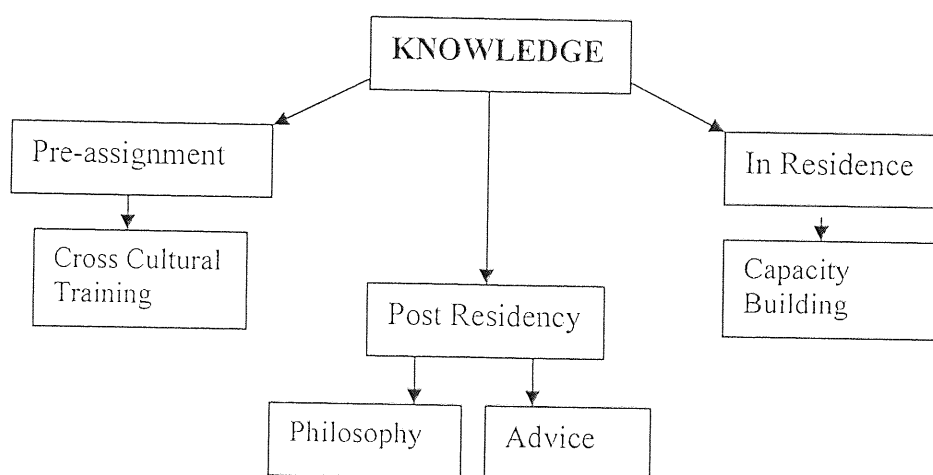 KNOWLEDGE
Pre-assignment
In Residence
Cross Cultural
Training
Capacity
Building
Post Residency
Philosophy
Advice